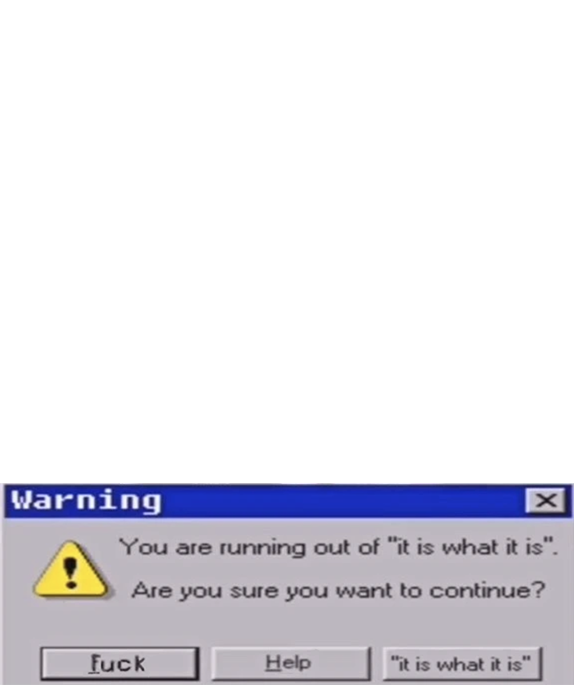 Warning
You are running out of "it is what it is".
Are you sure you want to continue?
Fuck
Help
"it is what it is"